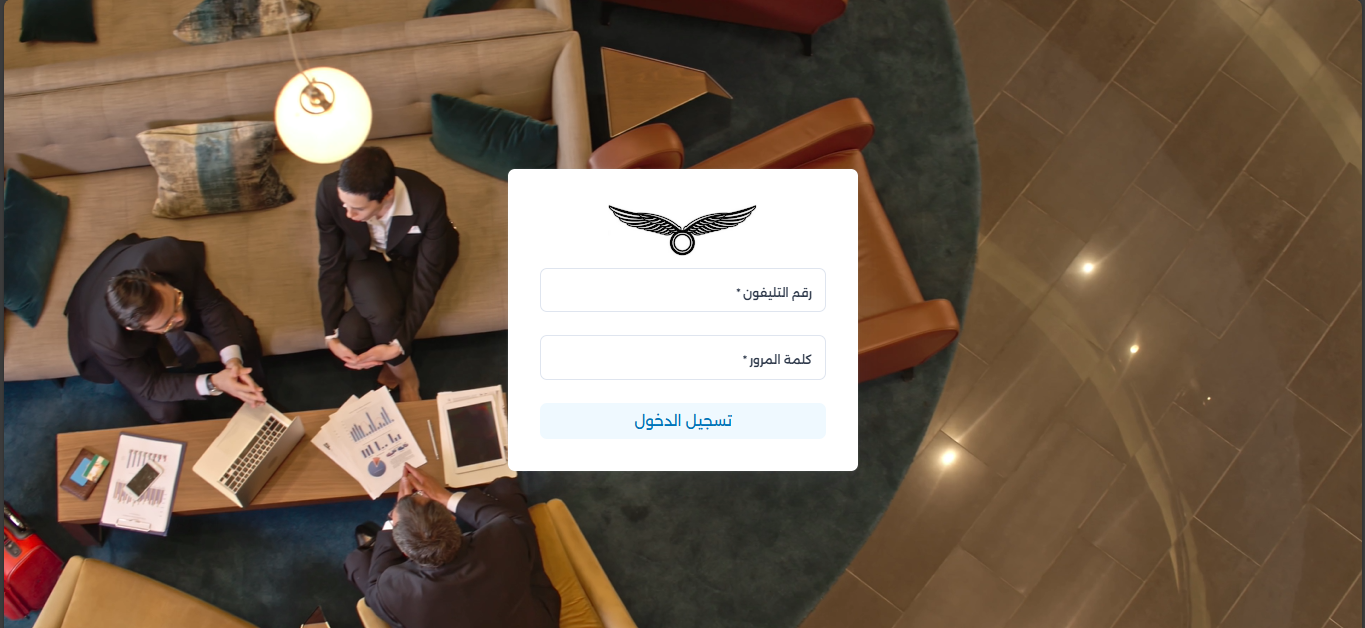 رقم التليفون *
كلمة المرور *
تسجيل الدخول